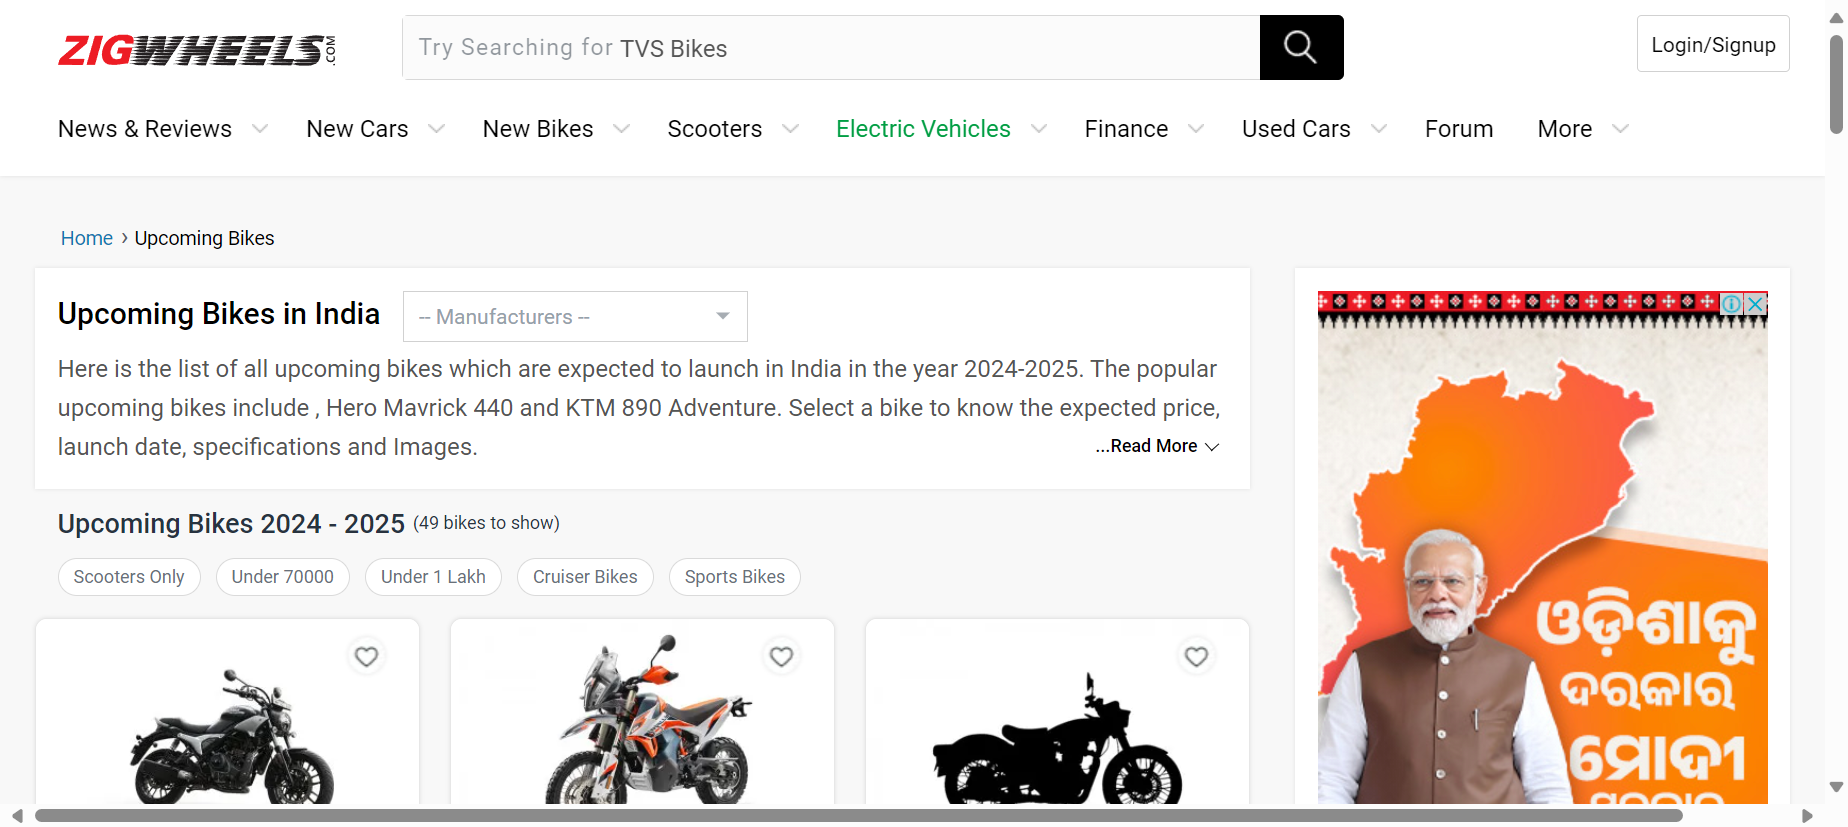 ZIGWHEELS.COM
Try Searching for TVS Bikes
Login/Signup
News & Reviews
New Cars
New Bikes
Scooters
Electric Vehicles
Finance
Used Cars
Forum
More
Home › Upcoming Bikes
Upcoming Bikes in India
-- Manufacturers --
Here is the list of all upcoming bikes which are expected to launch in India in the year 2024-2025. The popular
upcoming bikes include , Hero Mavrick 440 and KTM 890 Adventure. Select a bike to know the expected price,
launch date, specifications and Images.
...Read More
Upcoming Bikes 2024 - 2025 (49 bikes to show)
Scooters Only
Under 70000
Under 1 Lakh
Cruiser Bikes
Sports Bikes
ଓଡ଼ିଶାକୁ
ଦରକାର
ମୋଦୀ
ସରକାର